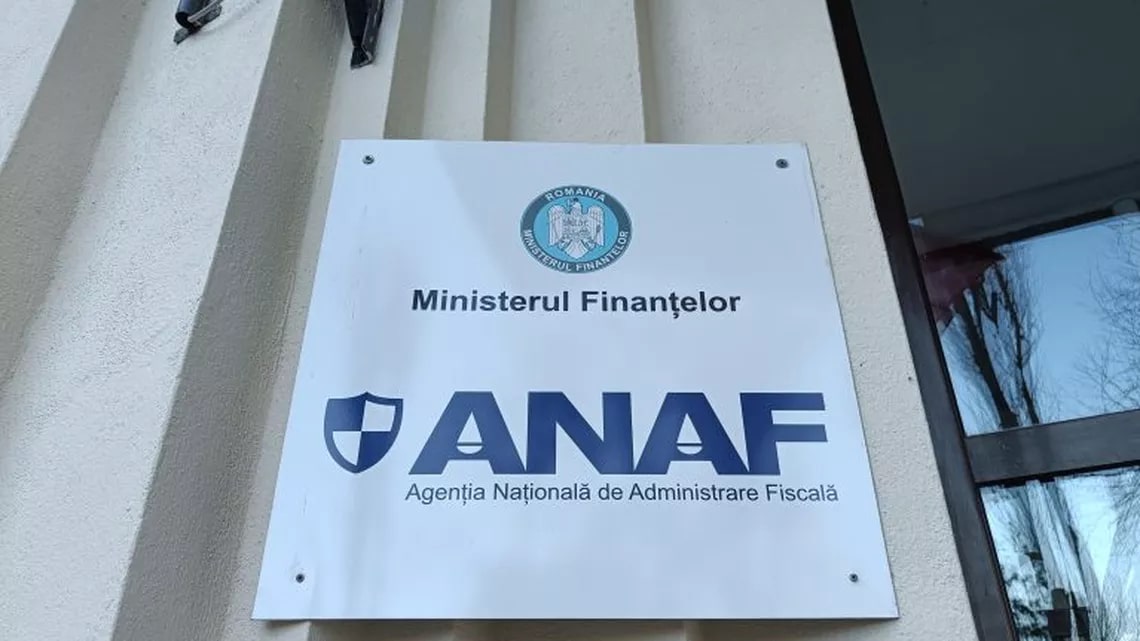 ROMANIA
MINISTERUL FINANȚELOR
Ministerul Finanțelor
ANAF
Agenția Națională de Administrare Fiscală